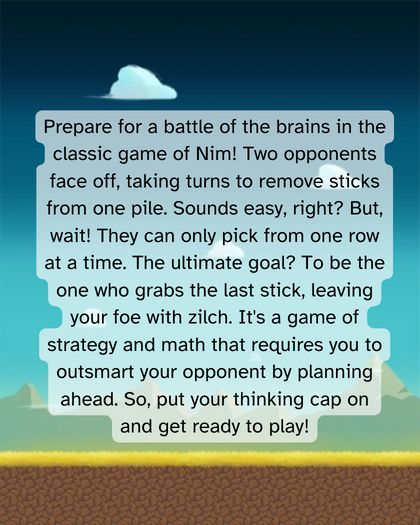 Prepare for a battle of the brains in the
classic game of Nim! Two opponents
face off, taking turns to remove sticks
from one pile. Sounds easy, right? But,
wait! They can only pick from one row
at a time. The ultimate goal? To be the
one who grabs the last stick, leaving
your foe with zilch. It's a game of
strategy and math that requires you to
outsmart your opponent by planning
ahead. So, put your thinking cap on
and get ready to play!